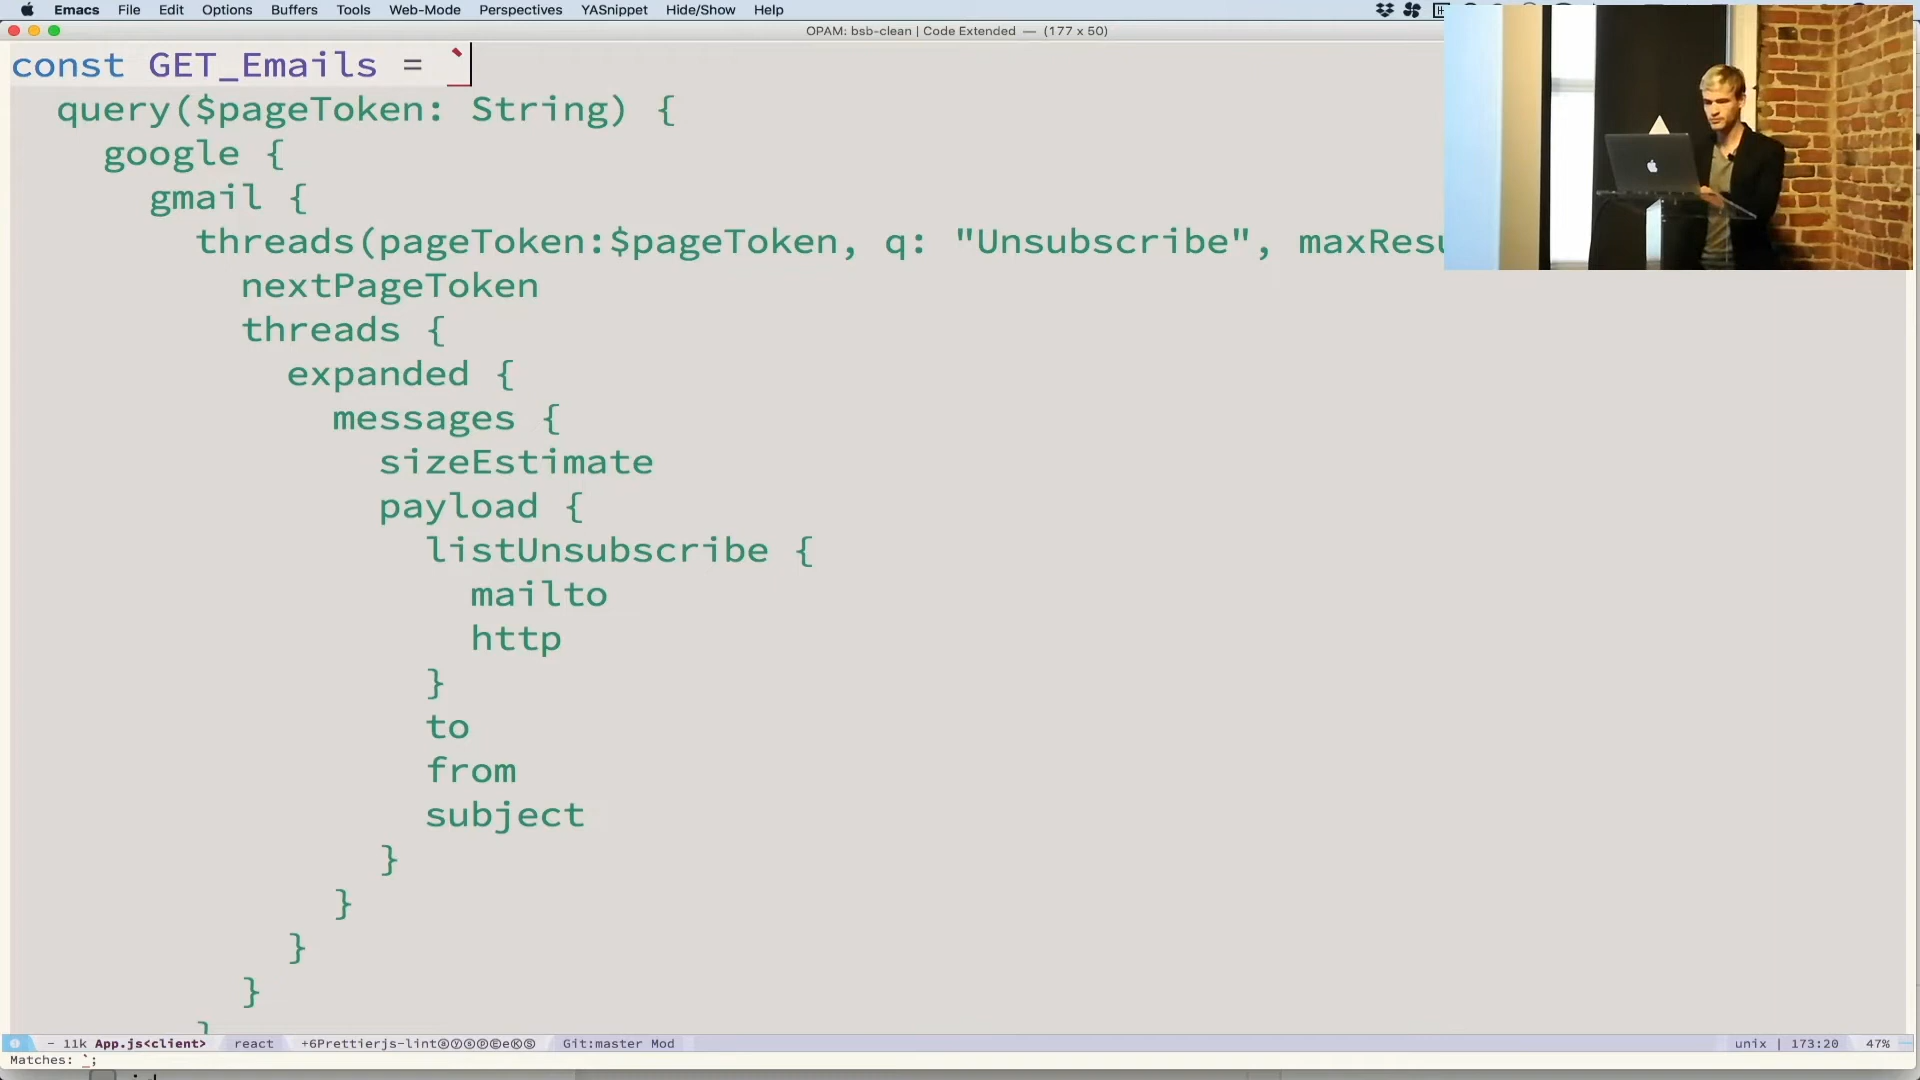 Emacs File Edit Options Buffers Tools Web-Mode Perspectives YASnippet Hide/Show Help
OPAM: bsb-clean | Code Extended — (177 x 50)
const GET_Emails = `
query($pageToken: String) {
google {
gmail {
threads(pageToken:$pageToken, q: "Unsubscribe", maxResu
nextPageToken
threads {
expanded {
messages {
sizeEstimate
payload {
listUnsubscribe {
mailto
http
}
to
from
subject
}
}
}
}
}
- 11k App.js<client> react +6Prettierjs-lintⓐⓨⓢⓅⒺⓔⓀⓈ Git:master Mod unix | 173:20 47%
Matches: `;